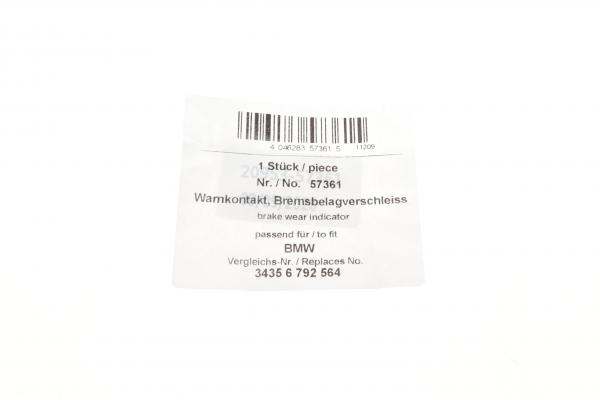 4 046283 57361 5 11209
1 Stück / piece
Nr. / No. 57361
Warnkontakt, Bremsbelagverschleiss
brake wear indicator
passend für / to fit
BMW
Vergleichs-Nr. / Replaces No.
3435 6 792 564